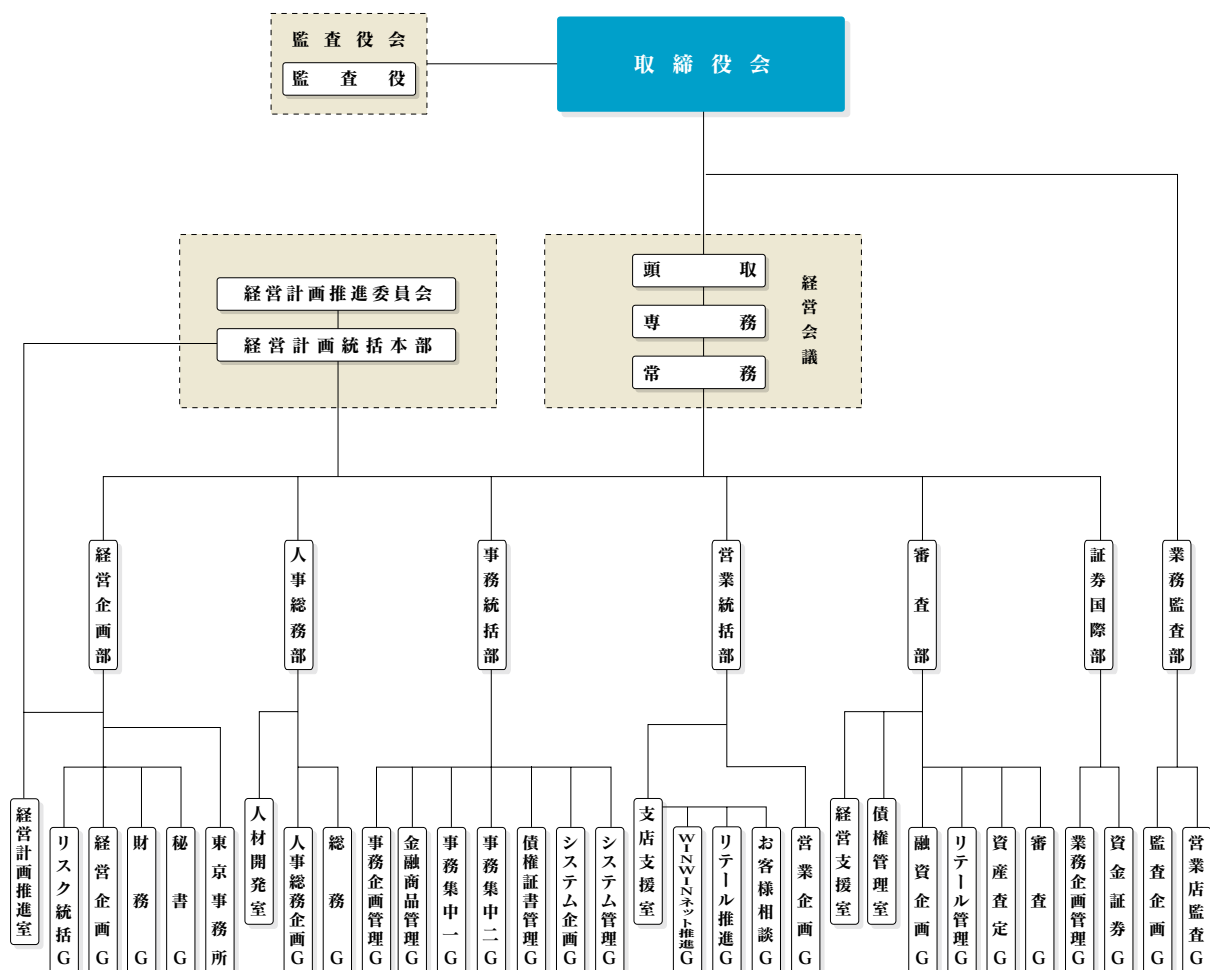 監査役会
監査役
取締役会
経営計画推進委員会
経営計画統括本部
頭取
専務
常務
経営会議
経営企画部
人事総務部
事務統括部
営業統括部
審査部
証券国際部
業務監査部
経営計画推進室
リスク統括G
経営企画G
財務G
秘書G
東京事務所
人材開発室
人事総務企画G
総務G
事務企画管理G
金融商品管理G
事務集中一G
事務集中二G
債権証書管理G
システム企画G
システム管理G
支店支援室
WINWINネット推進G
リテール推進G
お客様相談G
営業企画G
経営支援室
債権管理室
融資企画G
リテール管理G
資産査定G
審査G
業務企画管理G
資金証券G
監査企画G
営業店監査G